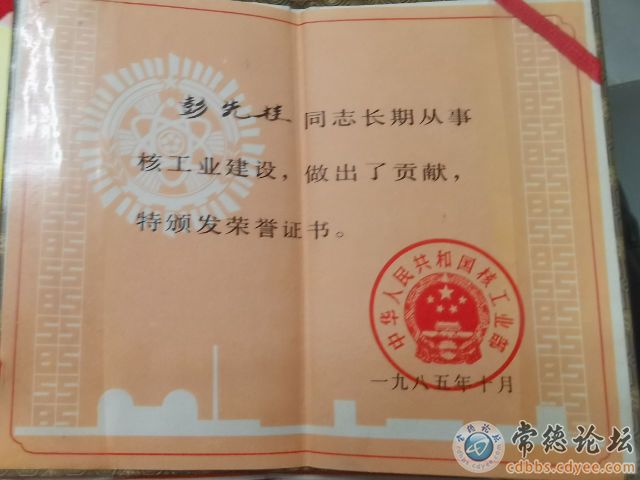 彭先桂 同志长期从事
核工业建设，做出了贡献，
特颁发荣誉证书。
中华人民共和国核工业部
一九八五年十月
常德论坛
cdbbs.cdyee.com